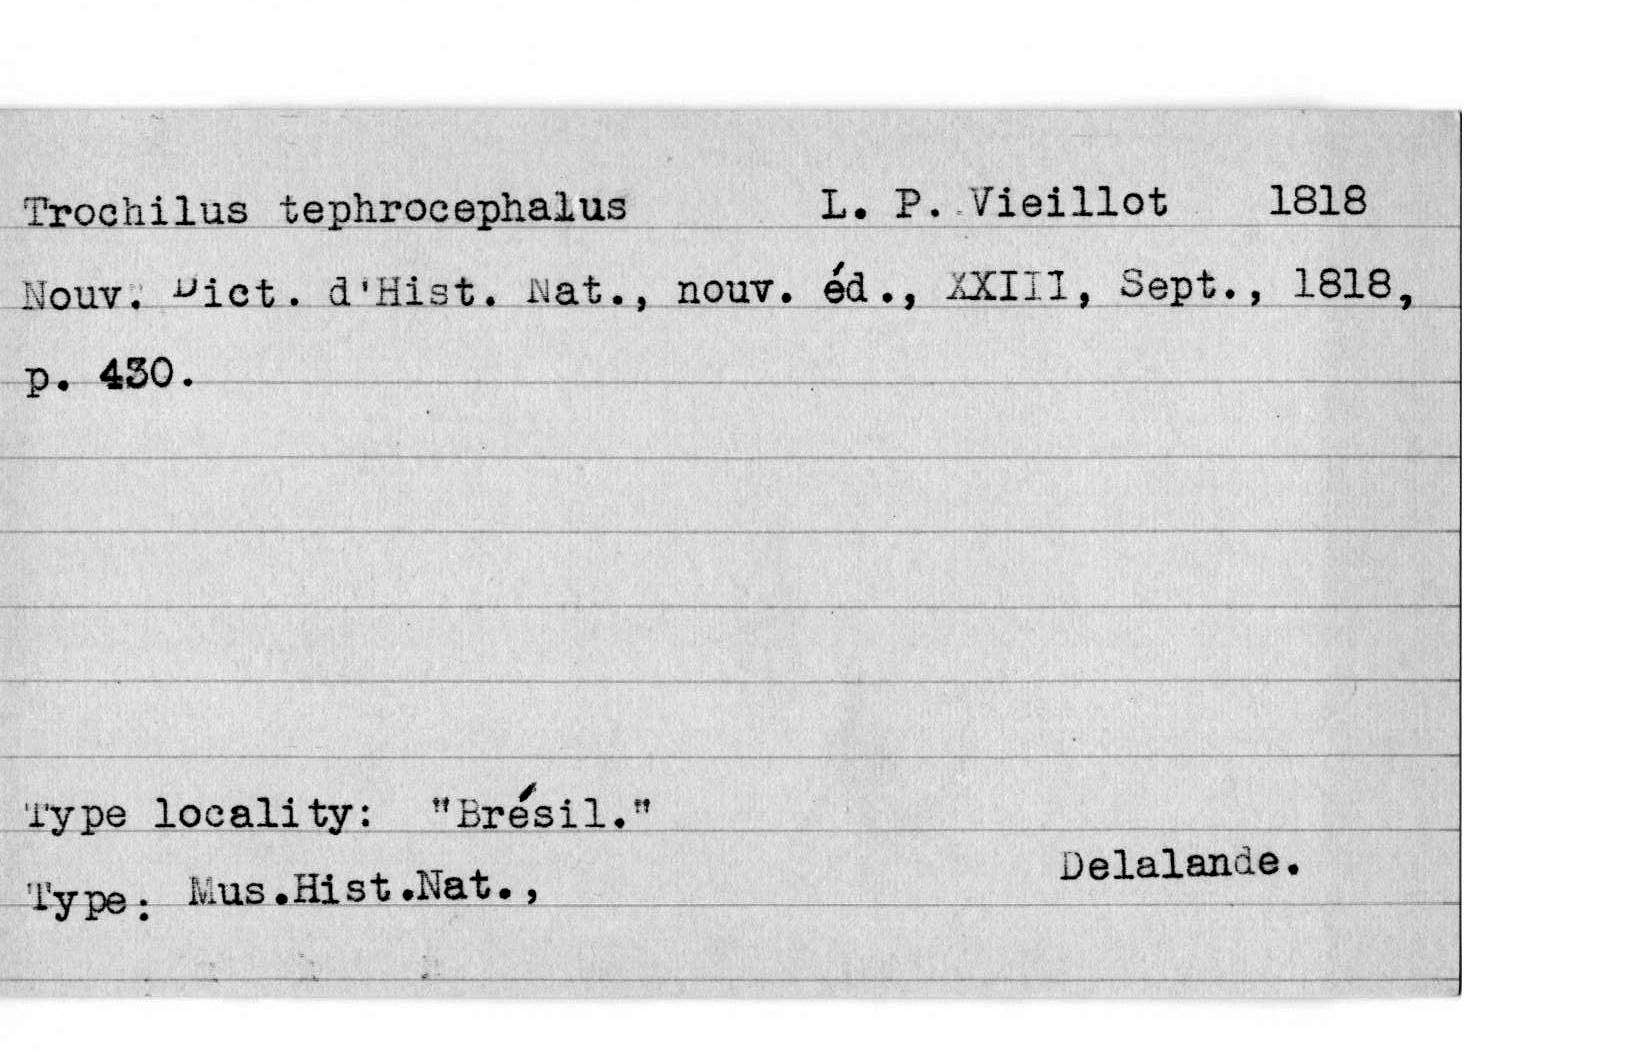 Trochilus tephrocephalus L. P. Vieillot 1818
Nouv. Dict. d'Hist. Nat., nouv. éd., XXIII, Sept., 1818,
p. 430.
Type locality: "Brésil."
Delalande.
Type: Mus.Hist.Nat.,